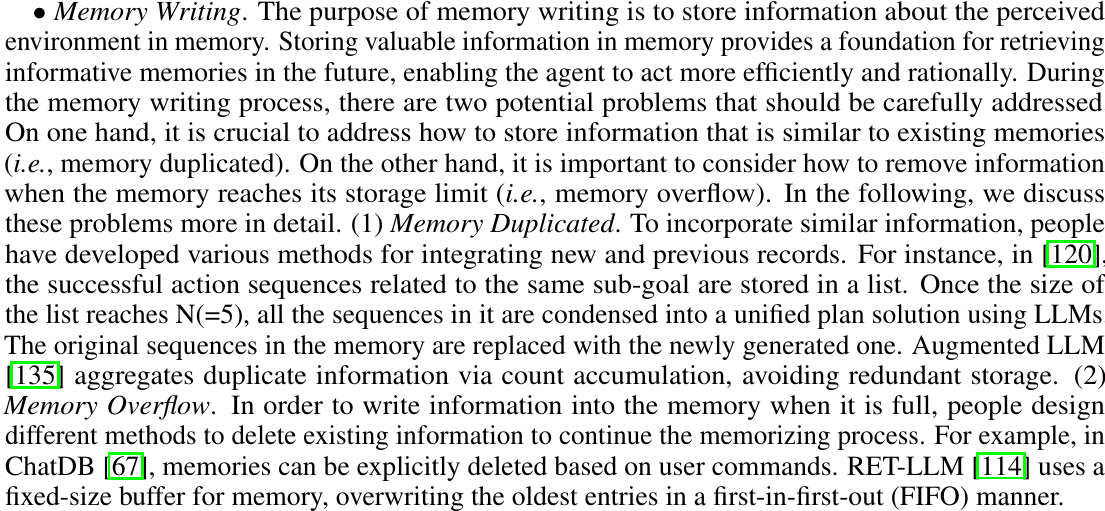 • Memory Writing. The purpose of memory writing is to store information about the perceived
environment in memory. Storing valuable information in memory provides a foundation for retrieving
informative memories in the future, enabling the agent to act more efficiently and rationally. During
the memory writing process, there are two potential problems that should be carefully addressed
On one hand, it is crucial to address how to store information that is similar to existing memories
(i.e., memory duplicated). On the other hand, it is important to consider how to remove information
when the memory reaches its storage limit (i.e., memory overflow). In the following, we discuss
these problems more in detail. (1) Memory Duplicated. To incorporate similar information, people
have developed various methods for integrating new and previous records. For instance, in [120],
the successful action sequences related to the same sub-goal are stored in a list. Once the size of
the list reaches N(=5), all the sequences in it are condensed into a unified plan solution using LLMs
The original sequences in the memory are replaced with the newly generated one. Augmented LLM
[135] aggregates duplicate information via count accumulation, avoiding redundant storage. (2)
Memory Overflow. In order to write information into the memory when it is full, people design
different methods to delete existing information to continue the memorizing process. For example, in
ChatDB [67], memories can be explicitly deleted based on user commands. RET-LLM [114] uses a
fixed-size buffer for memory, overwriting the oldest entries in a first-in-first-out (FIFO) manner.